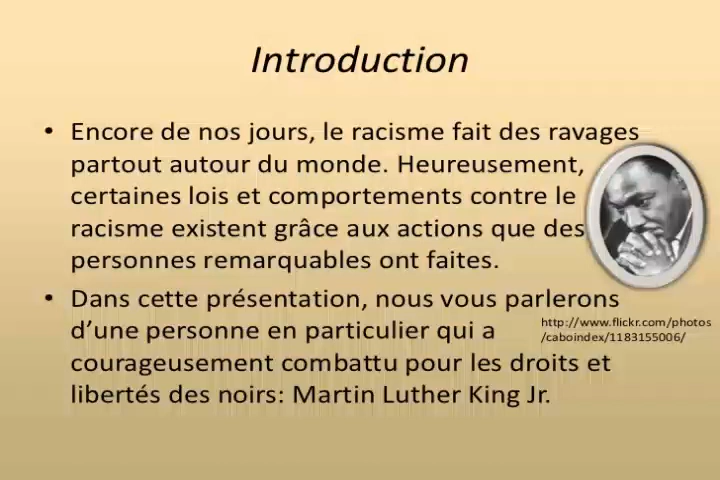 Introduction
• Encore de nos jours, le racisme fait des ravages
partout autour du monde. Heureusement,
certaines lois et comportements contre le
racisme existent grâce aux actions que des
personnes remarquables ont faites.
• Dans cette présentation, nous vous parlerons
d’une personne en particulier qui a
courageusement combattu pour les droits et
libertés des noirs: Martin Luther King Jr.
http://www.flickr.com/photos
/caboindex/1183155006/